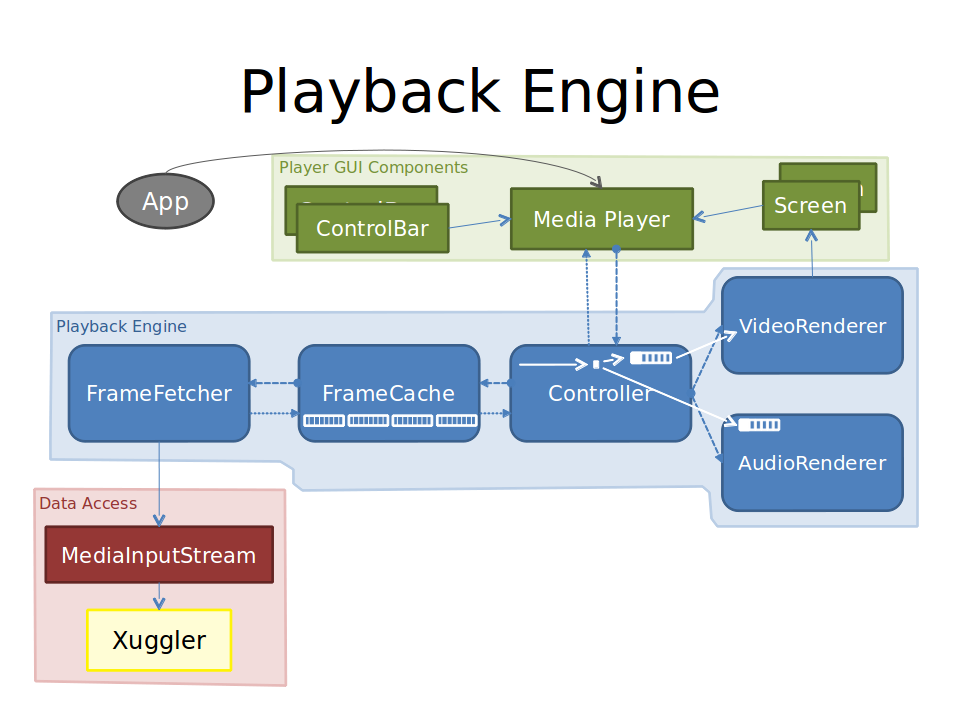 Playback Engine
Player GUI Components
App
ControlBar
Media Player
Screen
Playback Engine
VideoRenderer
FrameFetcher
FrameCache
Controller
AudioRenderer
Data Access
MediaInputStream
Xuggler